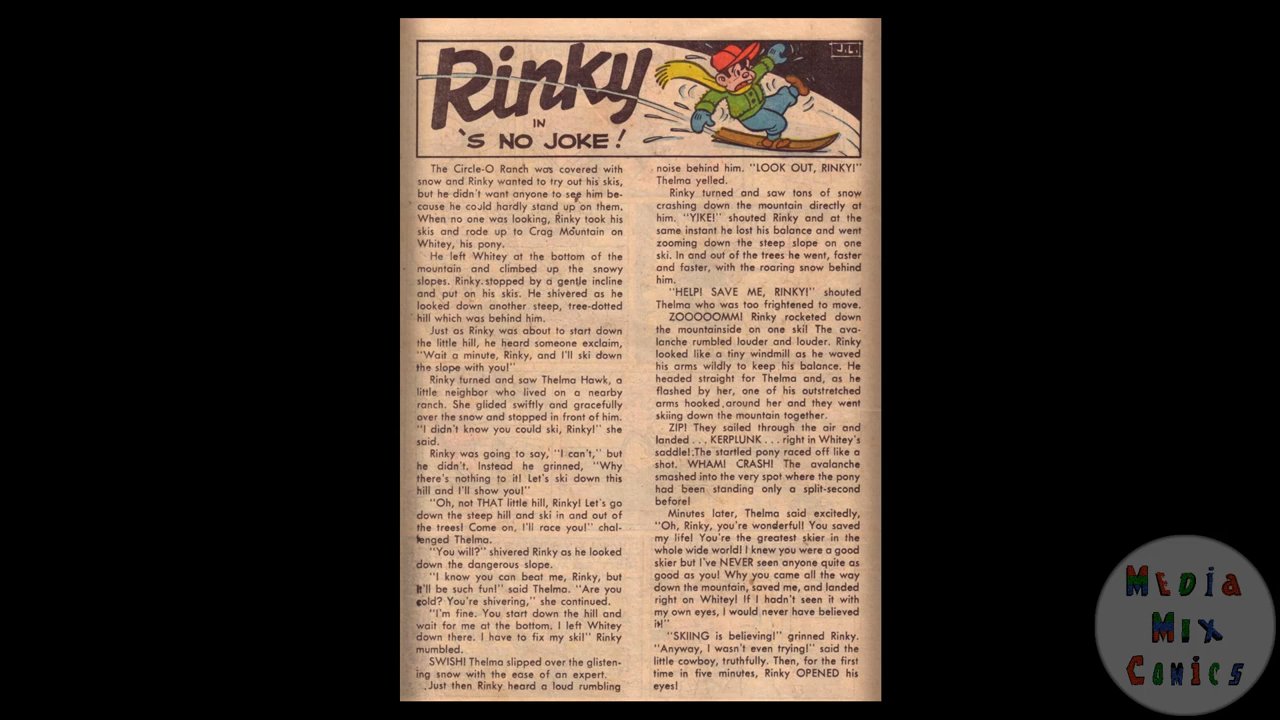 Rinky
IN
'S NO JOKE!
J.L.
The Circle-O Ranch was covered with
snow and Rinky wanted to try out his skis,
but he didn't want anyone to see him be-
cause he could hardly stand up on them.
When no one was looking, Rinky took his
skis and rode up to Crag Mountain on
Whitey, his pony.
He left Whitey at the bottom of the
mountain and climbed up the snowy
slopes. Rinky stopped by a gentle incline
and put on his skis. He shivered as he
looked down another steep, tree-dotted
hill which was behind him.
Just as Rinky was about to start down
the little hill, he heard someone exclaim,
"Wait a minute, Rinky, and I'll ski down
the slope with you!"
Rinky turned and saw Thelma Hawk, a
little neighbor who lived on a nearby
ranch. She glided swiftly and gracefully
over the snow and stopped in front of him.
"I didn't know you could ski, Rinky!" she
said.
Rinky was going to say, "I can't," but
he didn't. Instead he grinned, "Why
there's nothing to it! Let's ski down this
hill and I'll show you!"
"Oh, not THAT little hill, Rinky! Let's go
down the steep hill and ski in and out of
the trees! Come on, I'll race you!" chal-
lenged Thelma.
"You will?" shivered Rinky as he looked
down the dangerous slope.
"I know you can beat me, Rinky, but
it'll be such fun!" said Thelma. "Are you
cold? You're shivering," she continued.
"I'm fine. You start down the hill and
wait for me at the bottom. I left Whitey
down there. I have to fix my ski!" Rinky
mumbled.
SWISH! Thelma slipped over the glisten-
ing snow with the ease of an expert.
Just then Rinky heard a loud rumbling
noise behind him. "LOOK OUT, RINKY!"
Thelma yelled.
Rinky turned and saw tons of snow
crashing down the mountain directly at
him. "YIKE!" shouted Rinky and at the
same instant he lost his balance and went
zooming down the steep slope on one
ski. In and out of the trees he went, faster
and faster, with the roaring snow behind
him.
"HELP! SAVE ME, RINKY!" shouted
Thelma who was too frightened to move.
ZOOOOOMM! Rinky rocketed down
the mountainside on one ski! The ava-
lanche rumbled louder and louder. Rinky
looked like a tiny windmill as he waved
his arms wildly to keep his balance. He
headed straight for Thelma and, as he
flashed by her, one of his outstretched
arms hooked around her and they went
skiing down the mountain together.
ZIP! They sailed through the air and
landed . . . KERPLUNK . . . right in Whitey's
saddle! The startled pony raced off like a
shot. WHAM! CRASH! The avalanche
smashed into the very spot where the pony
had been standing only a split-second
before!
Minutes later, Thelma said excitedly,
"Oh, Rinky, you're wonderful! You saved
my life! You're the greatest skier in the
whole wide world! I knew you were a good
skier but I've NEVER seen anyone quite as
good as you! Why you came all the way
down the mountain, saved me, and landed
right on Whitey! If I hadn't seen it with
my own eyes, I would never have believed
it!"
"SKIING is believing!" grinned Rinky.
"Anyway, I wasn't even trying!" said the
little cowboy, truthfully. Then, for the first
time in five minutes, Rinky OPENED his
eyes!
MEDIA
MIX
COMICS